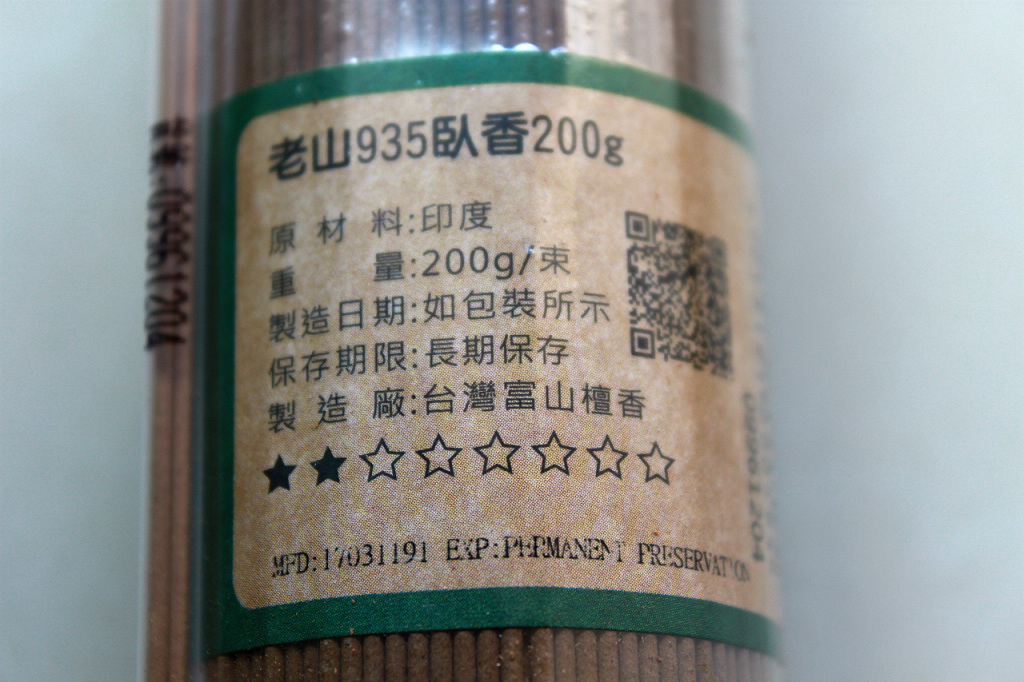 老山935臥香200g
原材料:印度
重量:200g/束
製造日期:如包裝所示
保存期限:長期保存
製造廠:台灣富山檀香
★★☆☆☆☆☆☆
MFD:17031191 EXP:PERMANENT PRESERVATION